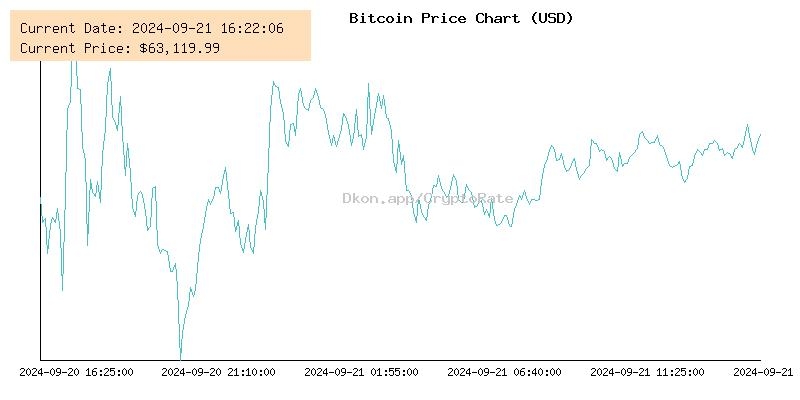 Bitcoin Price Chart (USD)
Current Date: 2024-09-21 16:22:06
Current Price: $63,119.99
Dkon.app/CryptoRate
2024-09-20 16:25:00 2024-09-20 21:10:00 2024-09-21 01:55:00 2024-09-21 06:40:00 2024-09-21 11:25:00 2024-09-21